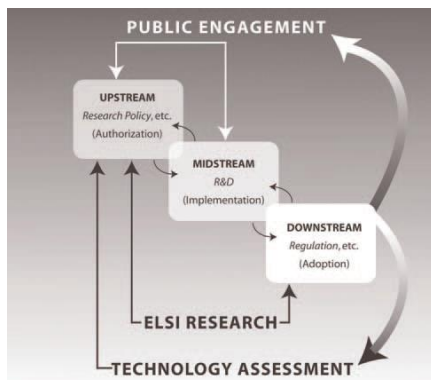 PUBLIC ENGAGEMENT
UPSTREAM
Research Policy, etc.
(Authorization)
MIDSTREAM
R&D
(Implementation)
DOWNSTREAM
Regulation, etc.
(Adoption)
ELSI RESEARCH
TECHNOLOGY ASSESSMENT